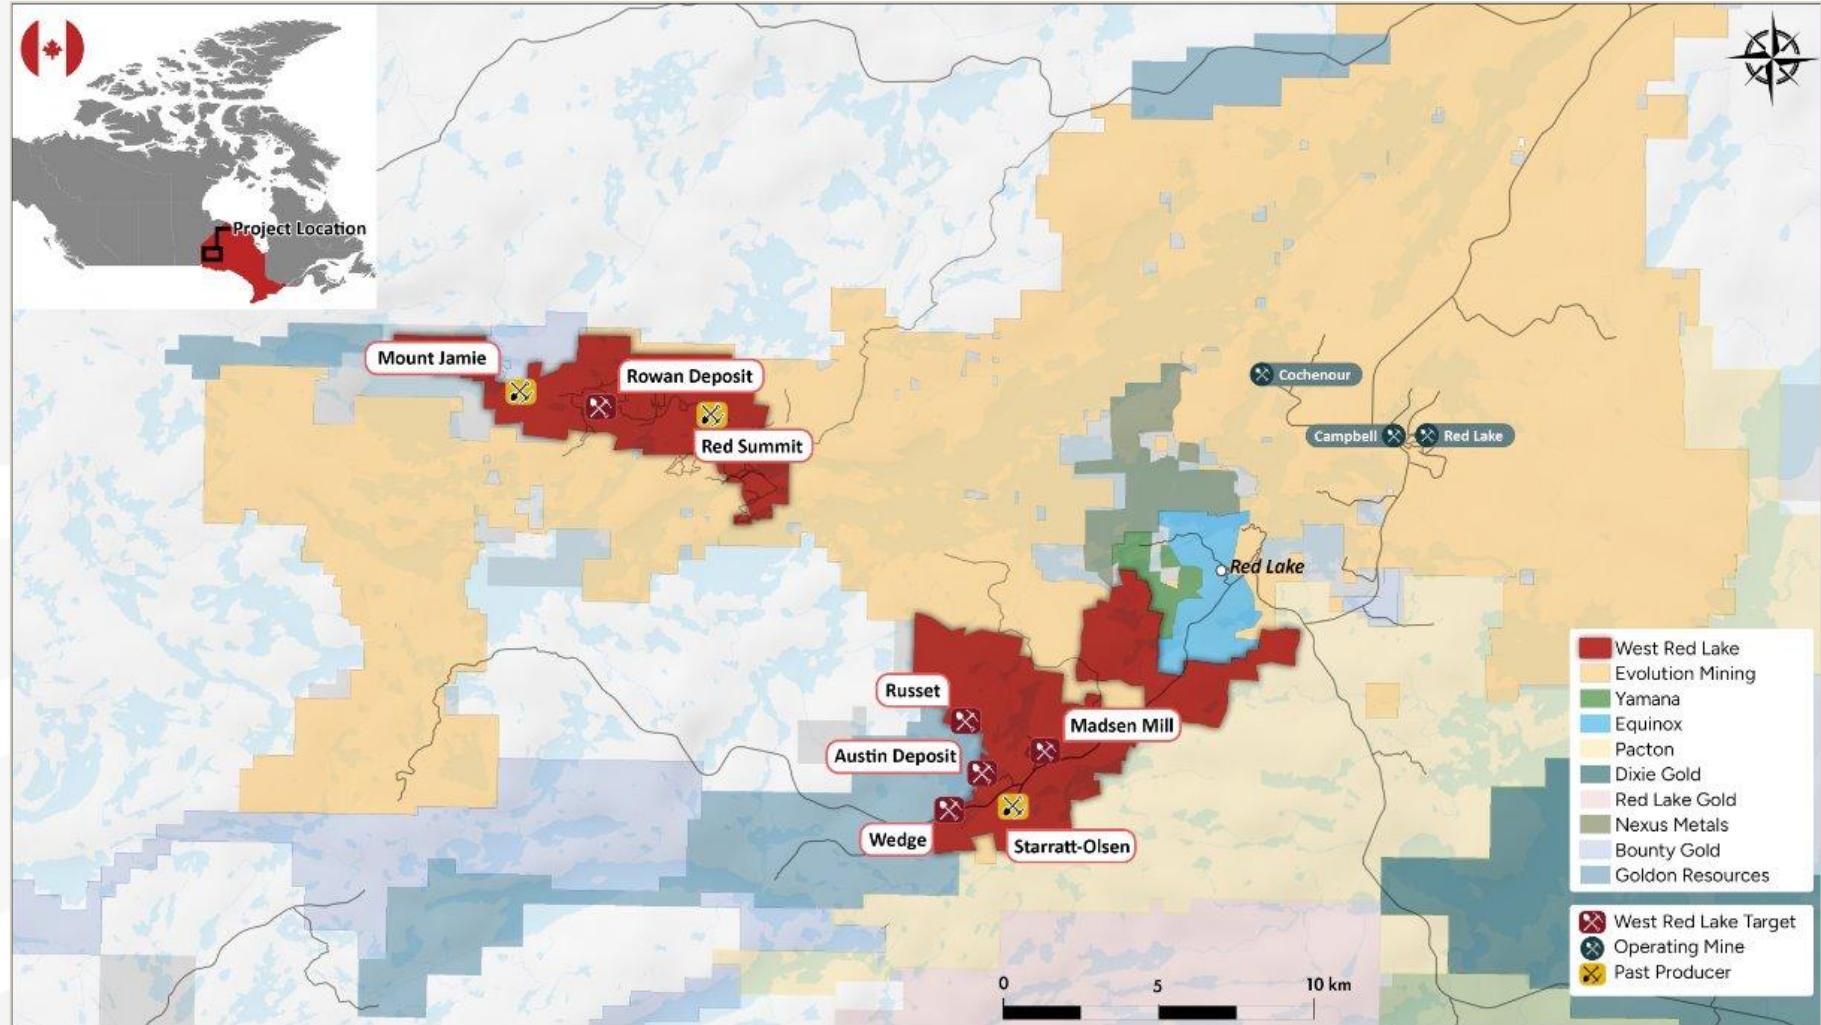 Project Location
Mount Jamie
Rowan Deposit
Red Summit
Cochenour
Campbell
Red Lake
Red Lake
Russet
Madsen Mill
Austin Deposit
Wedge
Starratt-Olsen
West Red Lake
Evolution Mining
Yamana
Equinox
Pacton
Dixie Gold
Red Lake Gold
Nexus Metals
Bounty Gold
Goldon Resources
West Red Lake Target
Operating Mine
Past Producer
0 5 10 km